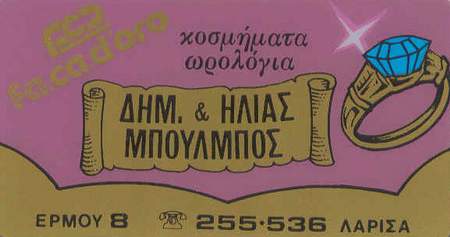 faca d'oro
κοσμήματα
ωρολόγια
ΔΗΜ. & ΗΛΙΑΣ
ΜΠΟΥΛΜΠΟΣ
ΕΡΜΟΥ 8 ☎ 255·536 ΛΑΡΙΣΑ